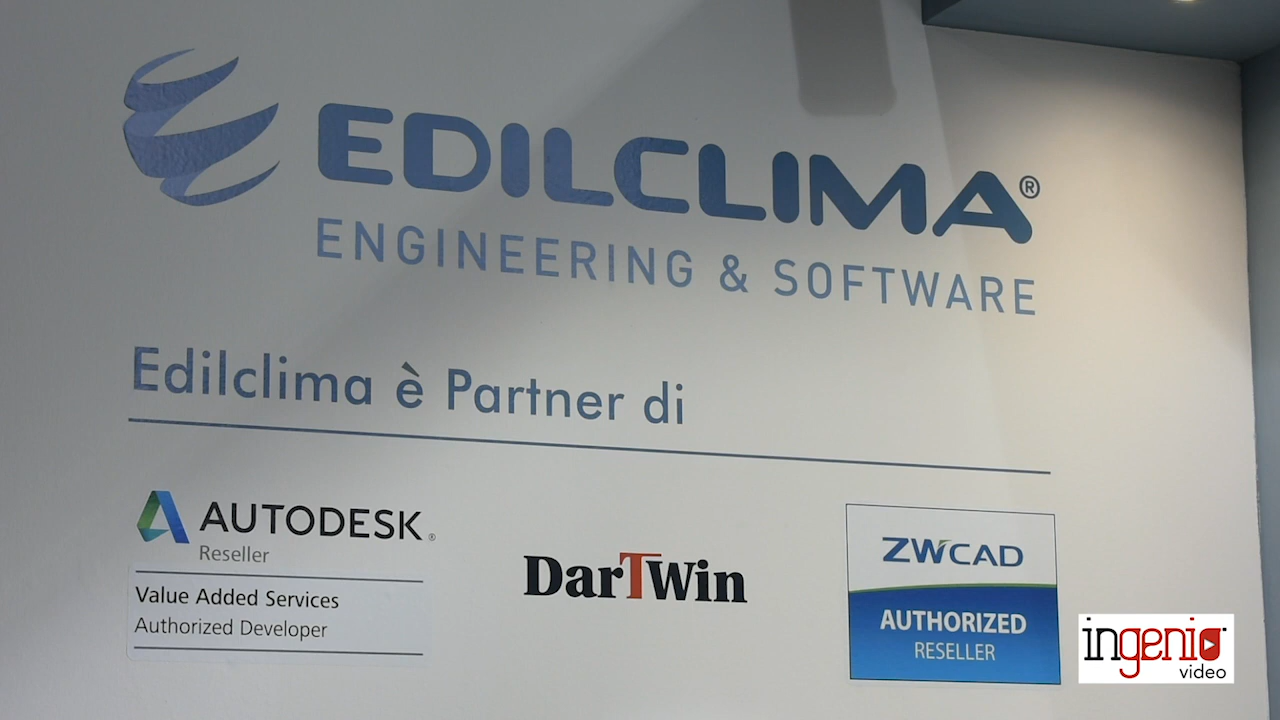 EDILCLIMA®
ENGINEERING & SOFTWARE
Edilclima è Partner di
AUTODESK®
Reseller
Value Added Services
Authorized Developer
DarTWin
ZWCAD
AUTHORIZED
RESELLER
ingenio
video